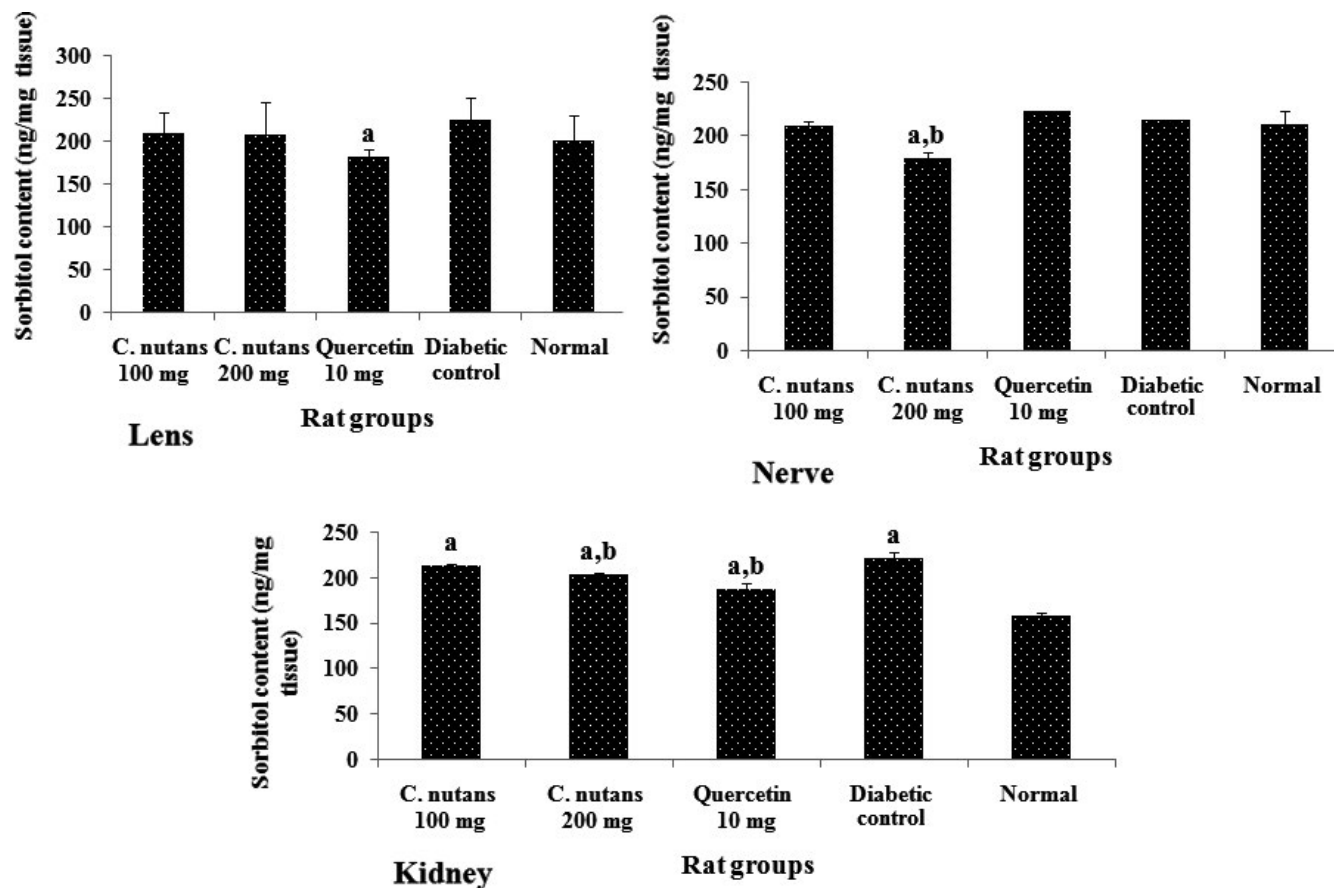 Sorbitol content (ng/mg tissue)
300
250
200
150
100
50
0
a
C. nutans 100 mg
C. nutans 200 mg
Quercetin 10 mg
Diabetic control
Normal
Rat groups
Lens
Sorbitol content (ng/mg tissue)
250
200
150
100
50
0
a,b
C. nutans 100 mg
C. nutans 200 mg
Quercetin 10 mg
Diabetic control
Normal
Rat groups
Nerve
Sorbitol content (ng/mg
tissue)
250
200
150
100
50
0
a
a,b
a,b
a
C. nutans 100 mg
C. nutans 200 mg
Quercetin 10 mg
Diabetic control
Normal
Rat groups
Kidney